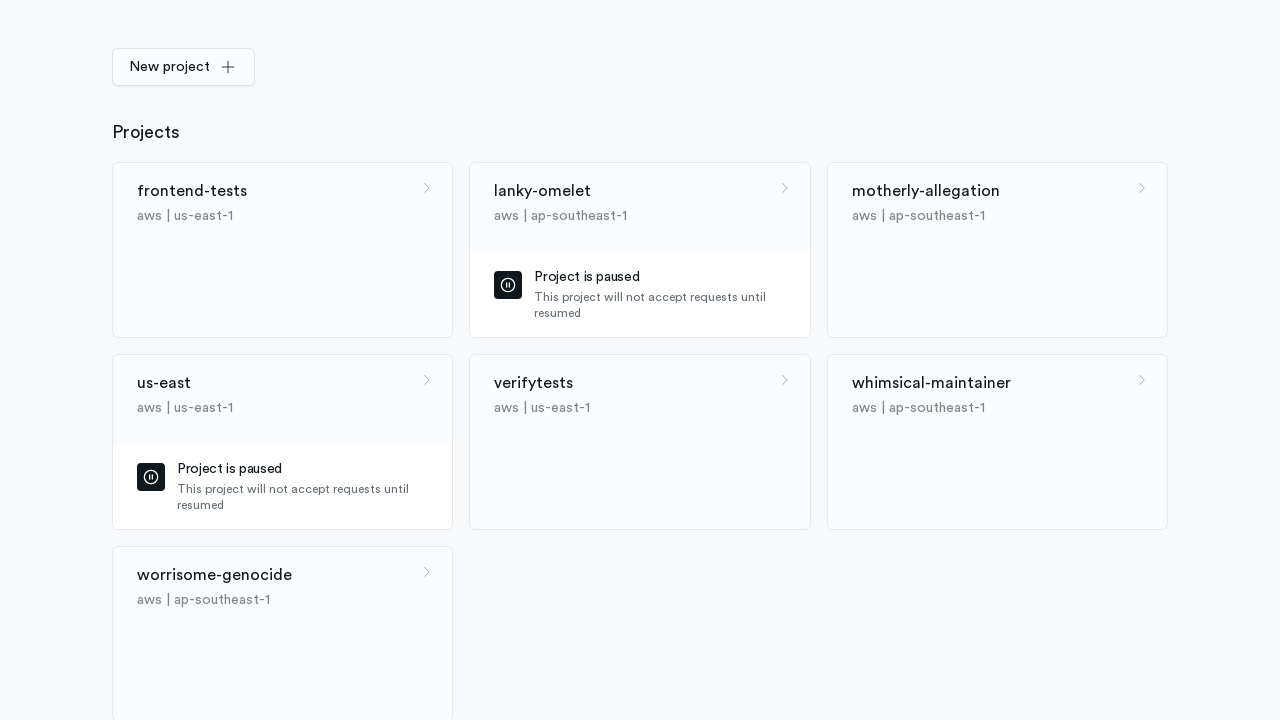 New project
Projects
frontend-tests
aws | us-east-1
lanky-omelet
aws | ap-southeast-1
Project is paused
This project will not accept requests until
resumed
motherly-allegation
aws | ap-southeast-1
us-east
aws | us-east-1
Project is paused
This project will not accept requests until
resumed
verifytests
aws | us-east-1
whimsical-maintainer
aws | ap-southeast-1
worrisome-genocide
aws | ap-southeast-1